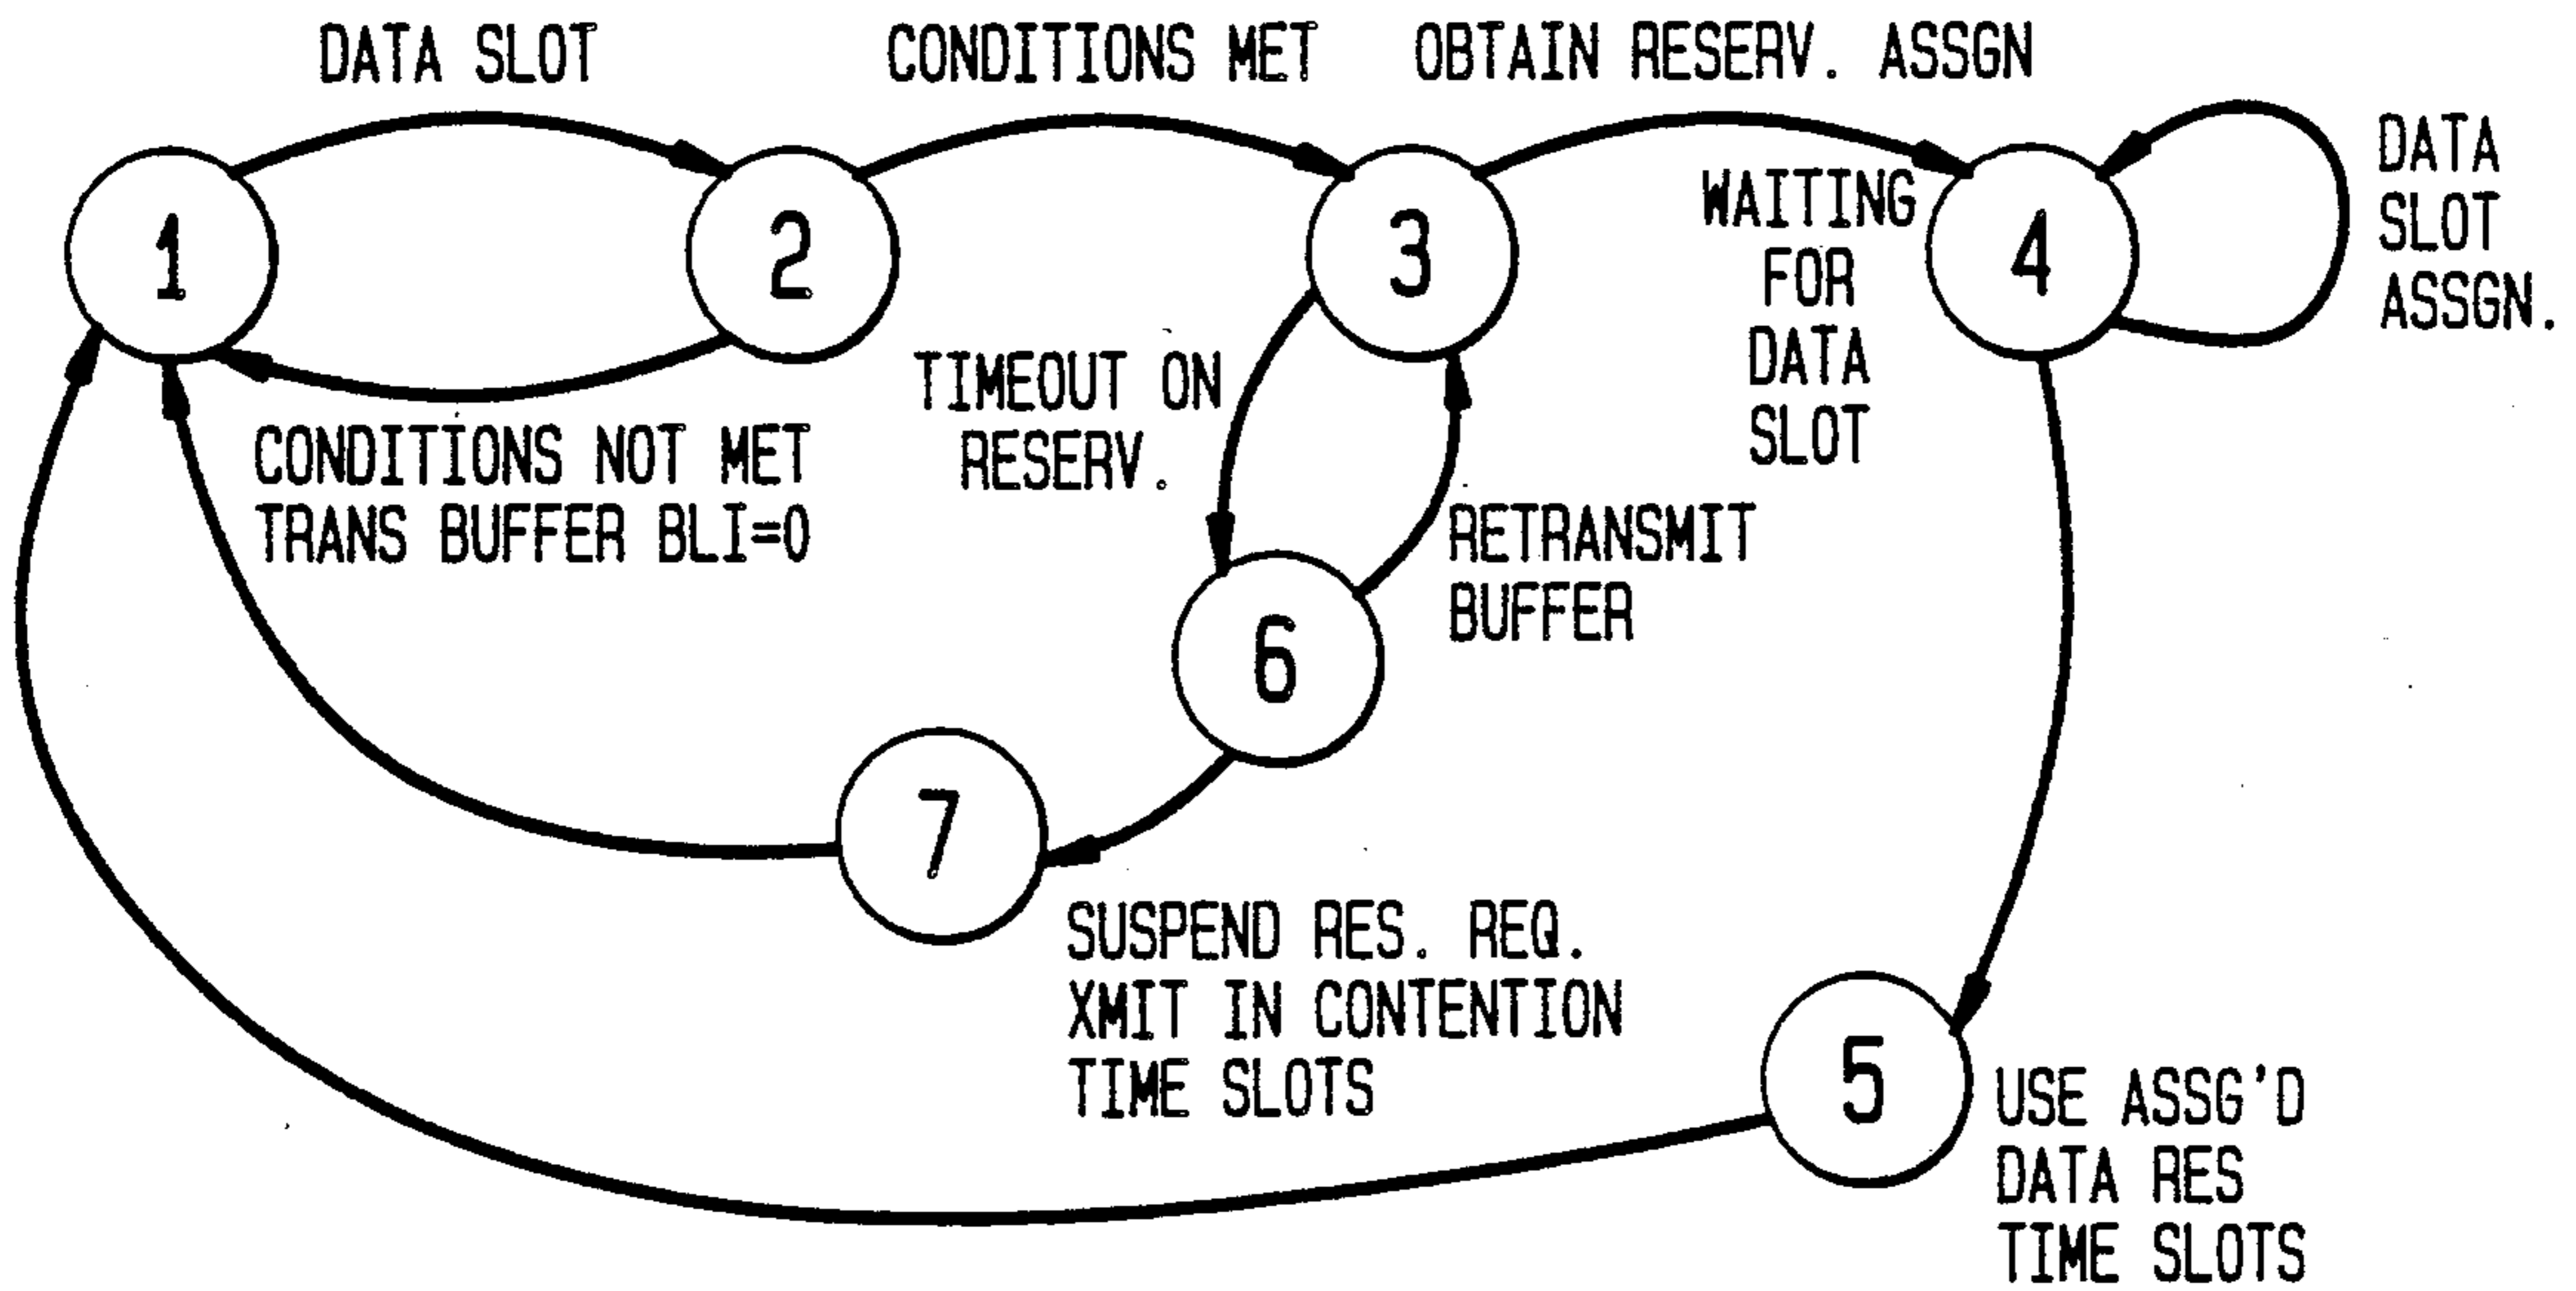 DATA SLOT
CONDITIONS MET
OBTAIN RESERV. ASSGN
DATA
SLOT
ASSGN.
1
2
3
WAITING
FOR
DATA
SLOT
4
CONDITIONS NOT MET
TRANS BUFFER BLI=0
TIMEOUT ON
RESERV.
RETRANSMIT
BUFFER
6
7
SUSPEND RES. REQ.
XMIT IN CONTENTION
TIME SLOTS
5
USE ASSG'D
DATA RES
TIME SLOTS